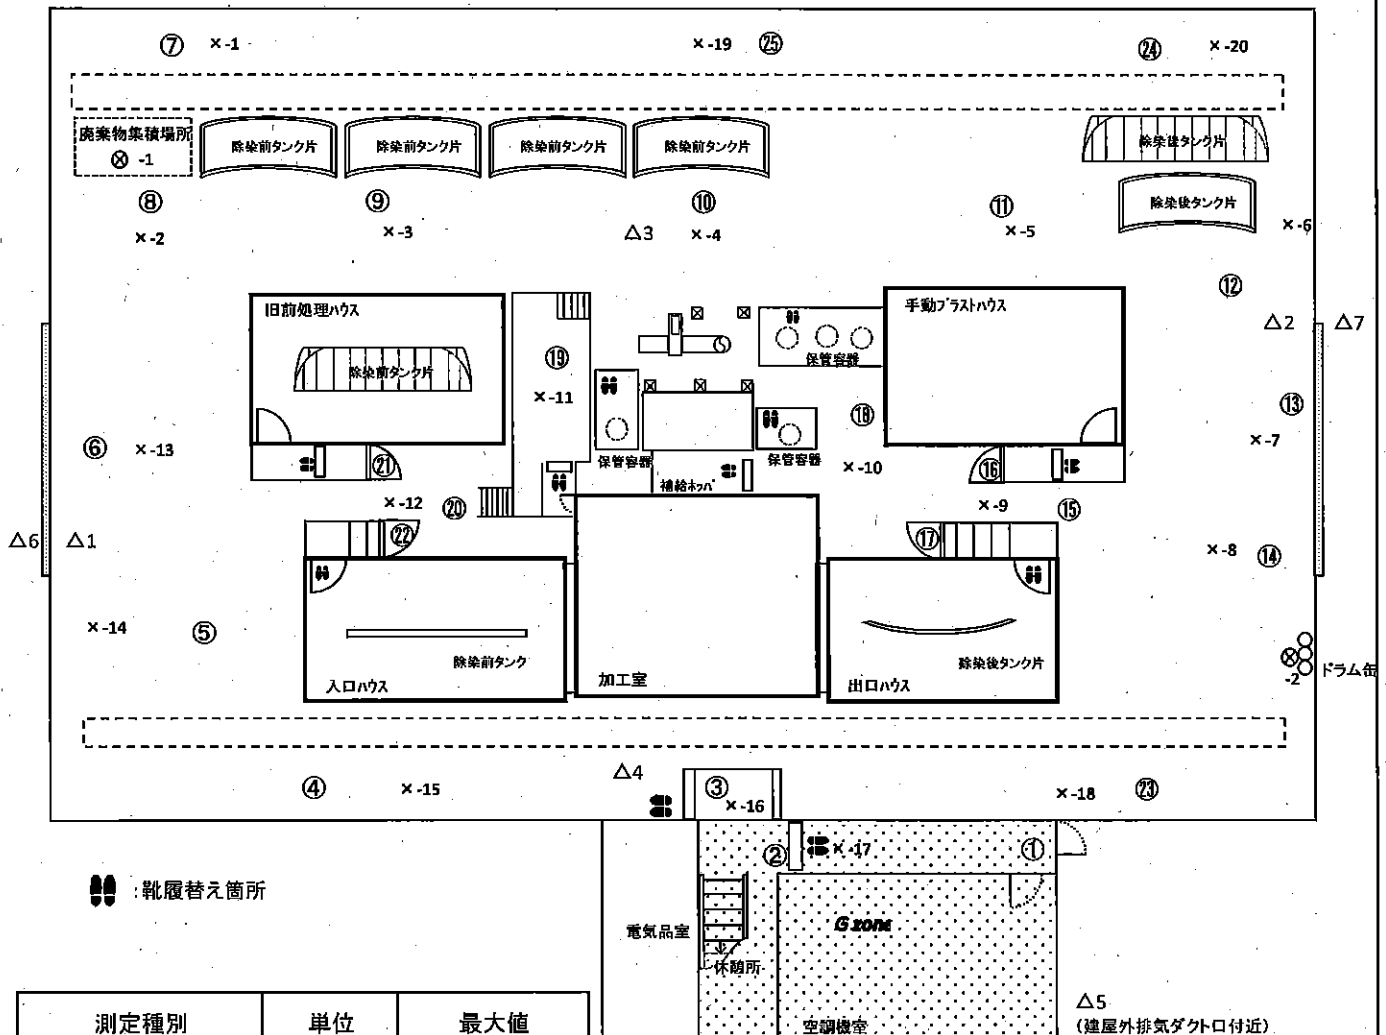 ⑦ ×-1 ×-19 ㉕ ㉔ ×-20
廃棄物集積場所
⊗ -1
除染前タンク片 除染前タンク片 除染前タンク片 除染前タンク片
除染後タンク片
除染後タンク片
⑧ ⑨ ⑩ ⑪
×-2 ×-3 △3 ×-4 ×-5 ×-6
⑫
旧前処理ハウス
手動ブラストハウス
△2 △7
除染前タンク片
⑲
保管容器
×-11
⑱ ⑬
⑥ ×-13
×-7
保管容器 保管容器
㉑ ×-10 ⑯
補給ホッパ
×-12 ⑳ ×-9 ⑮
△6 △1 ㉒ ⑰ ×-8 ⑭
×-14 ⑤
除染前タンク
除染後タンク片
入口ハウス 加工室 出口ハウス
⊗
-2
ドラム缶
④ ×-15 △4 ③ ×-16 ×-18 ㉓
② ×-17 ①
:靴履替え箇所
電気品室
G zone
休憩所
測定種別 単位 最大値
空調機室
△5
(建屋外排気ダクト口付近)